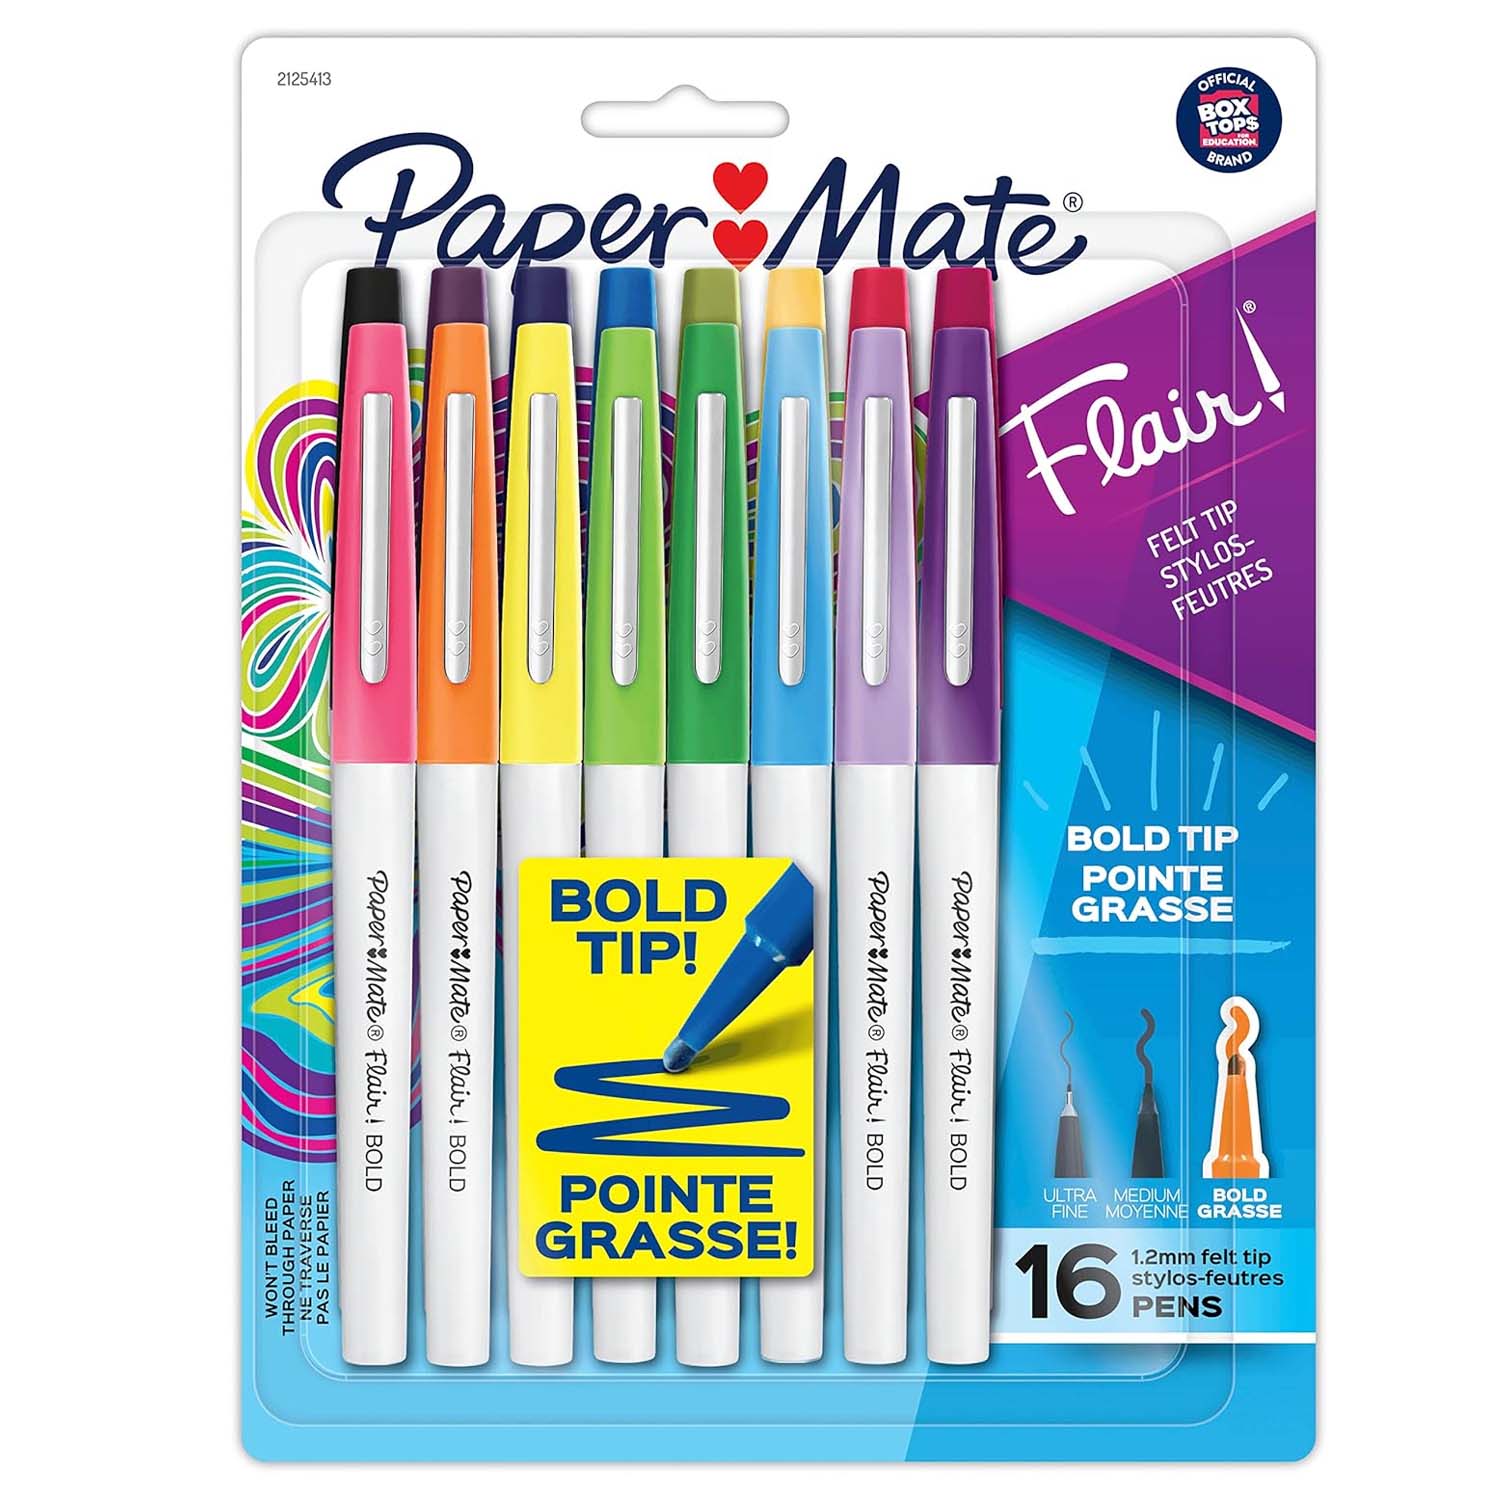 2125413
OFFICIAL
BOX
TOP$
FOR
EDUCATION
BRAND
Paper Mate®
Flair!®
FELT TIP
STYLOS-
FEUTRES
BOLD TIP
POINTE
GRASSE
BOLD
TIP!
POINTE
GRASSE!
Paper Mate® Flair! BOLD
Paper Mate® Flair! BOLD
Paper Mate® Flair! BOLD
Paper Mate® Flair! BOLD
ULTRA
FINE
MEDIUM
MOYENNE
BOLD
GRASSE
WON'T BLEED
THROUGH PAPER
NE TRAVERSE
PAS LE PAPIER
16
1.2mm felt tip
stylos-feutres
PENS